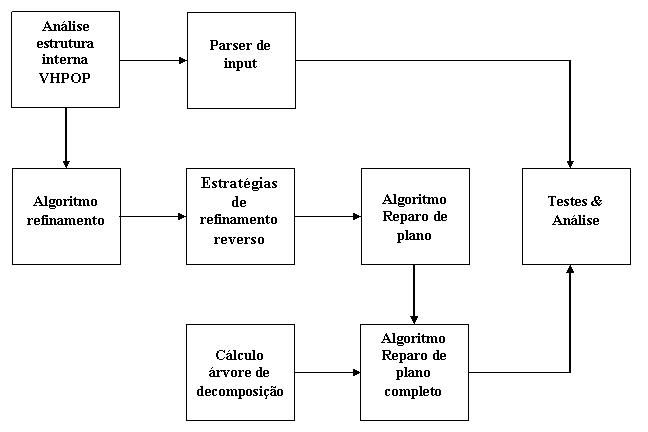 Análise
estrutura
interna
VHPOP
Parser de
input
Algoritmo
refinamento
Estratégias
de
refinamento
reverso
Algoritmo
Reparo de
plano
Testes &
Análise
Cálculo
árvore de
decomposição
Algoritmo
Reparo de
plano
completo